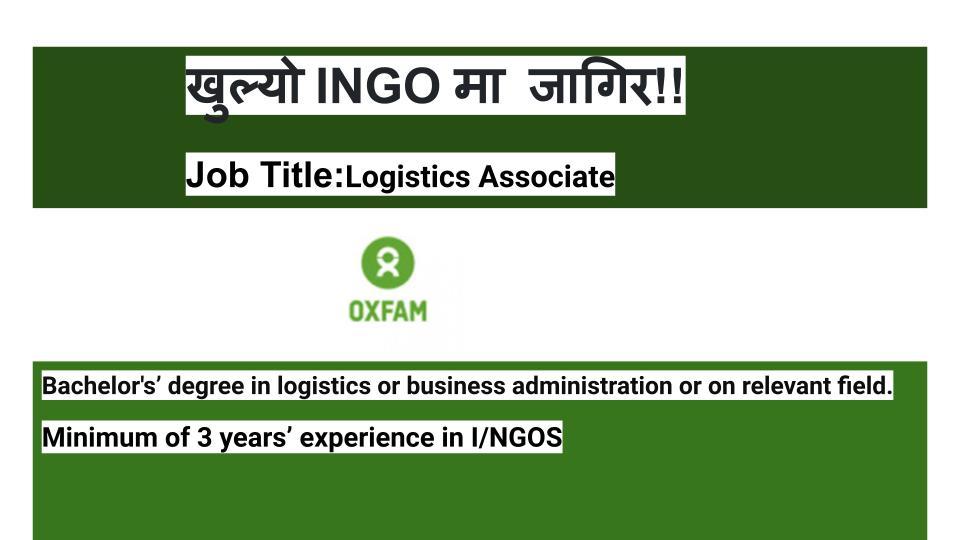 खुल्यो INGO मा जागिर!!
Job Title:Logistics Associate
OXFAM
Bachelor's’ degree in logistics or business administration or on relevant field.
Minimum of 3 years’ experience in I/NGOS